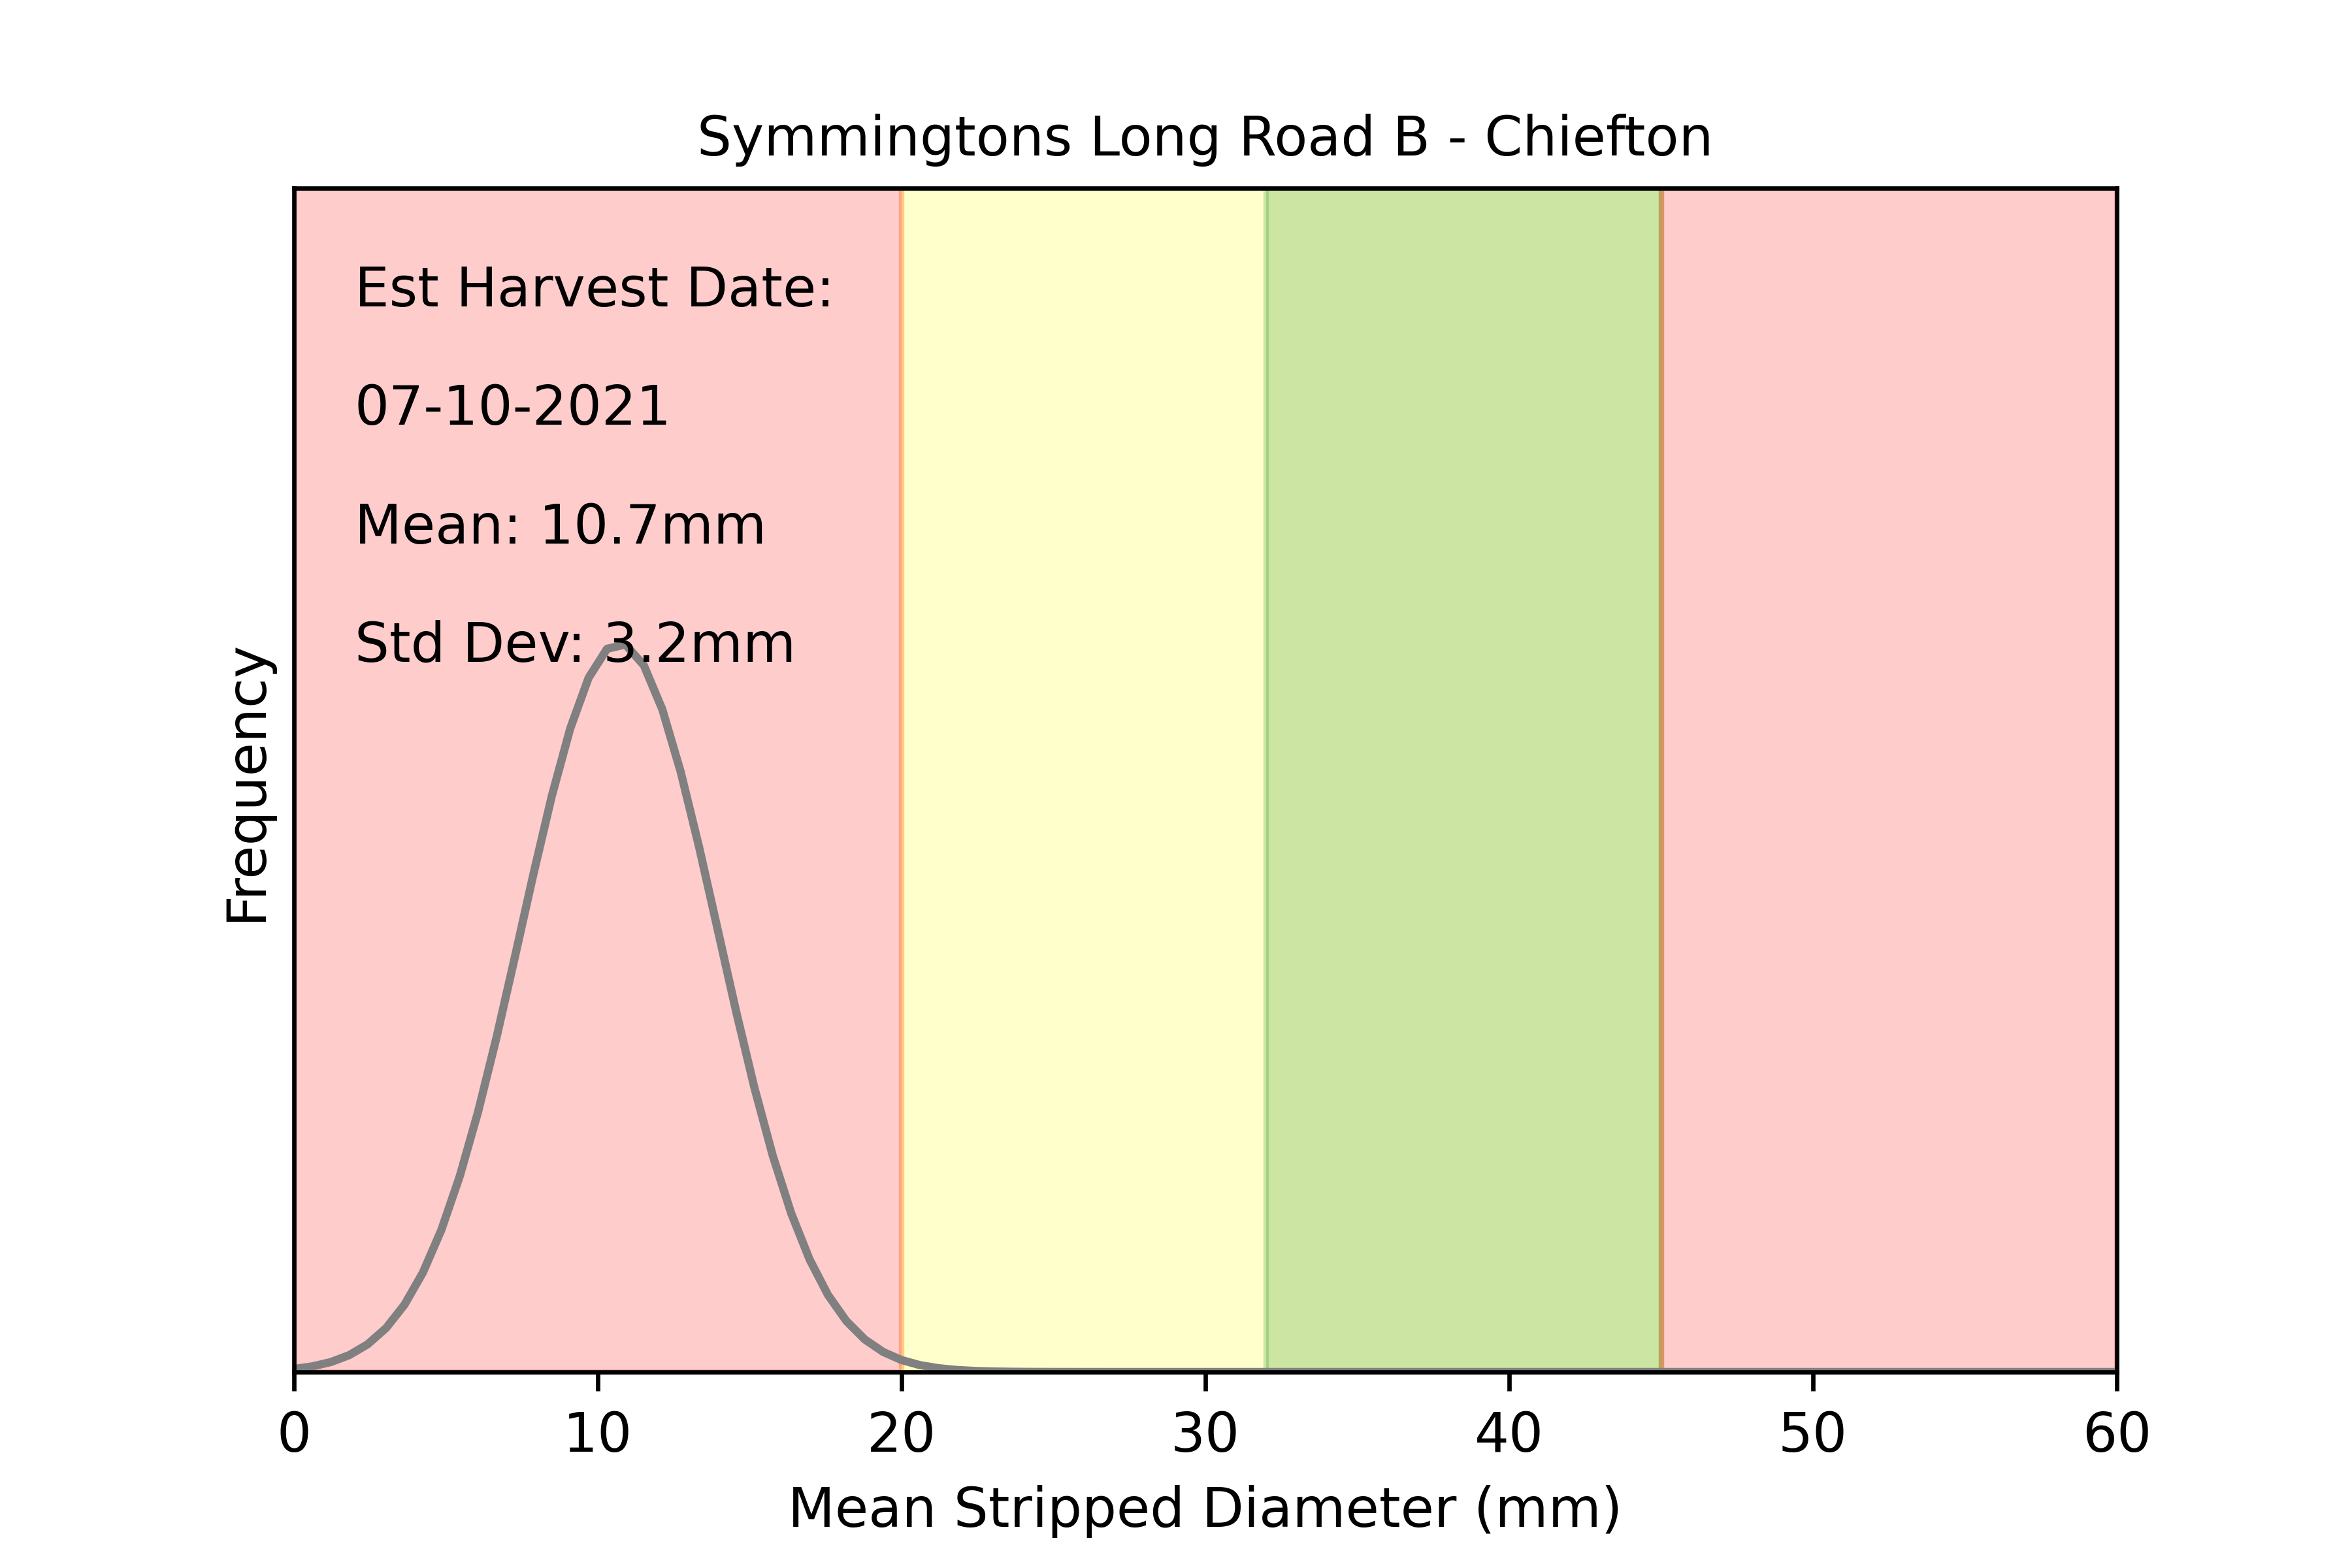 Symmingtons Long Road B - Chiefton
Est Harvest Date:
07-10-2021
Mean: 10.7mm
Std Dev: 3.2mm
Frequency
0 10 20 30 40 50 60
Mean Stripped Diameter (mm)